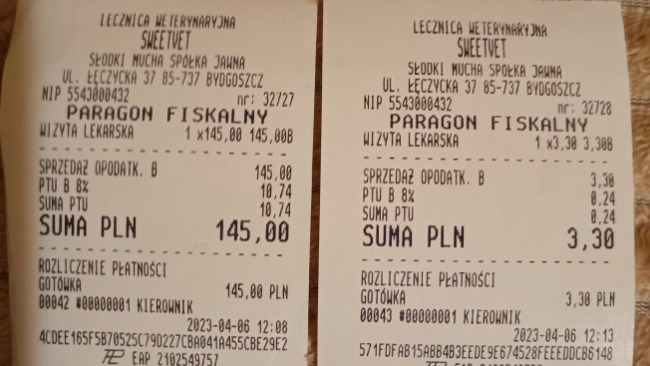 LECZNICA WETERYNARYJNA
SWEETVET
SŁODKI MUCHA SPÓŁKA JAWNA
UL. ŁĘCZYCKA 37 85-737 BYDGOSZCZ
NIP 5543000432 nr: 32727
PARAGON FISKALNY
WIZYTA LEKARSKA 1 x145,00 145,00B
SPRZEDAŻ OPODATK. B 145,00
PTU B 8% 10,74
SUMA PTU 10,74
SUMA PLN 145,00
ROZLICZENIE PŁATNOŚCI
GOTÓWKA 145,00 PLN
00042 #00000001 KIEROWNIK
2023-04-06 12:08
4CDEE165F5B70525C79D227CBA041A455CBE29E2
EAP 2102549757
LECZNICA WETERYNARYJNA
SWEETVET
SŁODKI MUCHA SPÓŁKA JAWNA
UL. ŁĘCZYCKA 37 85-737 BYDGOSZCZ
NIP 5543000432 nr: 32728
PARAGON FISKALNY
WIZYTA LEKARSKA 1 x3,30 3,30B
SPRZEDAŻ OPODATK. B 3,30
PTU B 8% 0,24
SUMA PTU 0,24
SUMA PLN 3,30
ROZLICZENIE PŁATNOŚCI
GOTÓWKA 3,30 PLN
00043 #00000001 KIEROWNIK
2023-04-06 12:13
571FDFAB15ABB4B3EEDE9E674528FEEEDDCB6148
EAP 2102549757